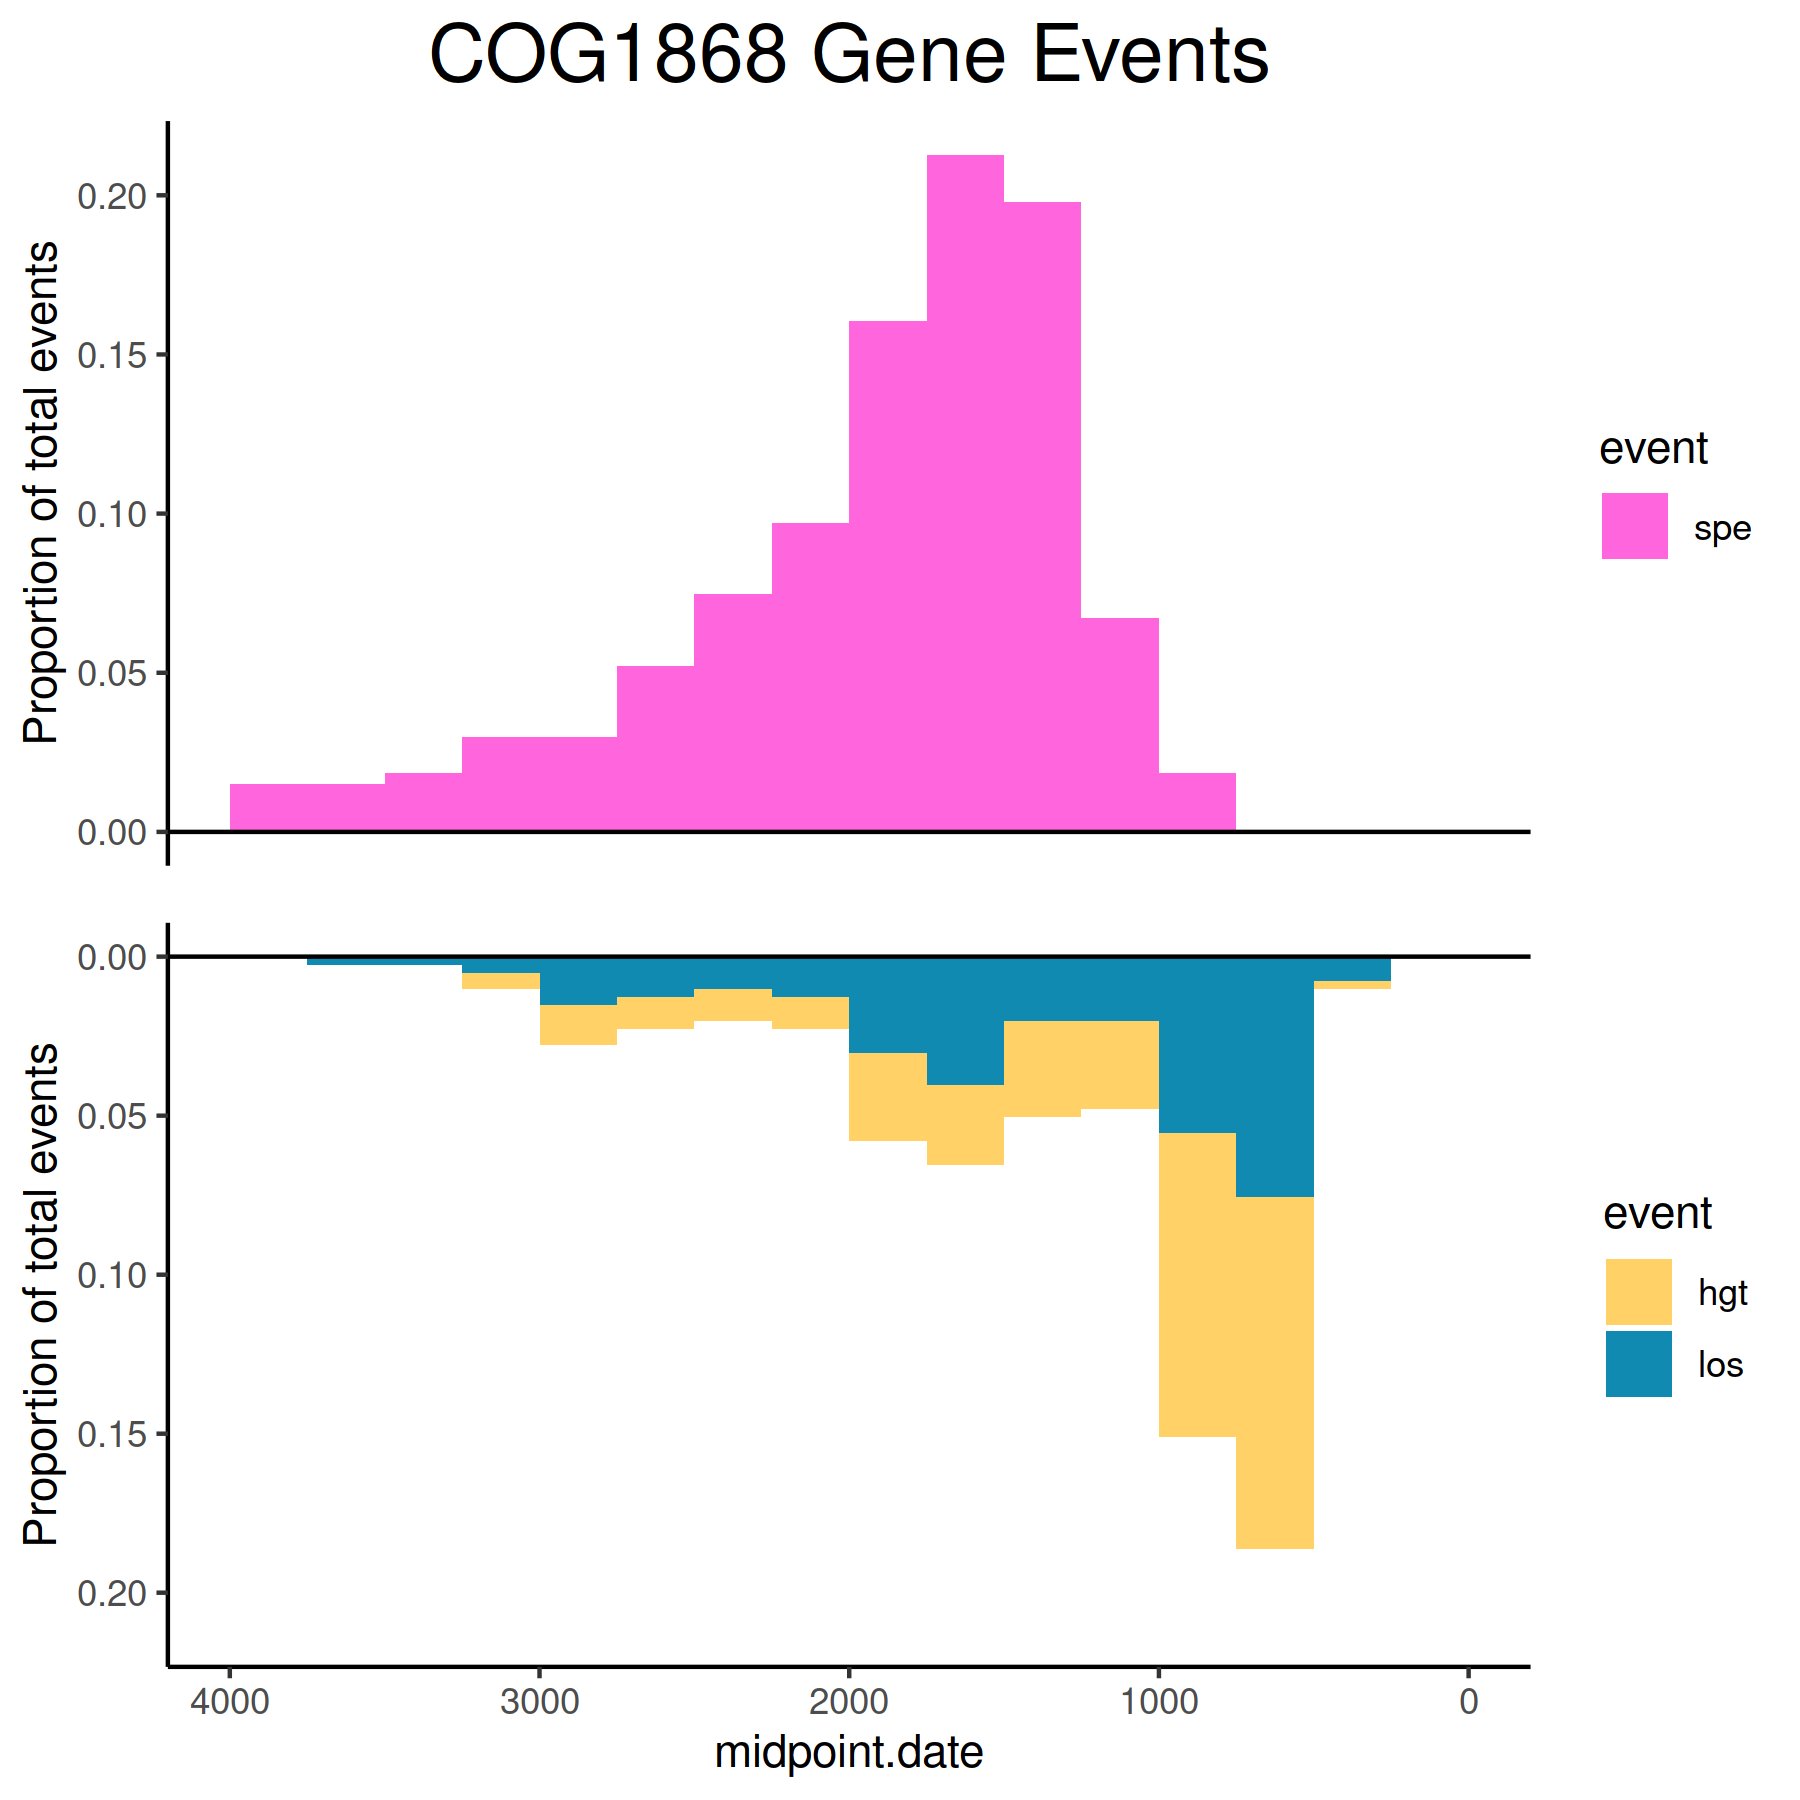 COG1868 Gene Events
Proportion of total events
0.20
0.15
0.10
0.05
0.00
event
spe
Proportion of total events
0.00
0.05
0.10
0.15
0.20
event
hgt
los
4000 3000 2000 1000 0
midpoint.date